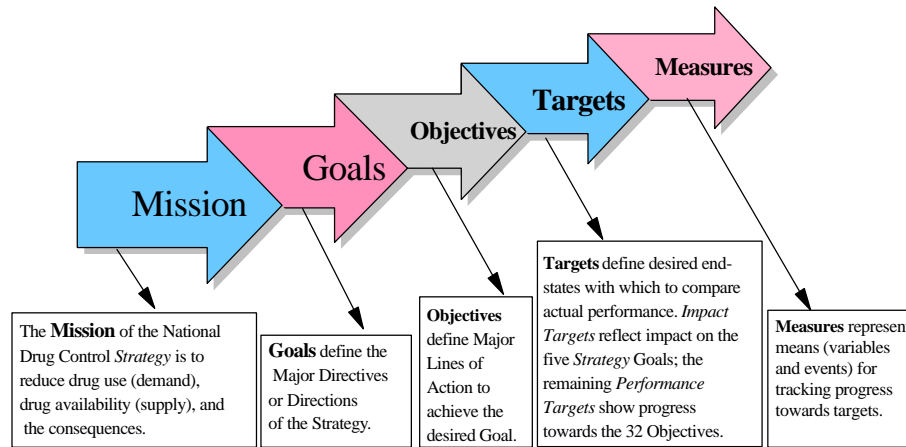 Measures
Targets
Objectives
Goals
Mission
The Mission of the National
Drug Control Strategy is to
reduce drug use (demand),
drug availability (supply), and
the consequences.
Goals define the
Major Directives
or Directions
of the Strategy.
Objectives
define Major
Lines of
Action to
achieve the
desired Goal.
Targets define desired end-
states with which to compare
actual performance. Impact
Targets reflect impact on the
five Strategy Goals; the
remaining Performance
Targets show progress
towards the 32 Objectives.
Measures represen
means (variables
and events) for
tracking progress
towards targets.